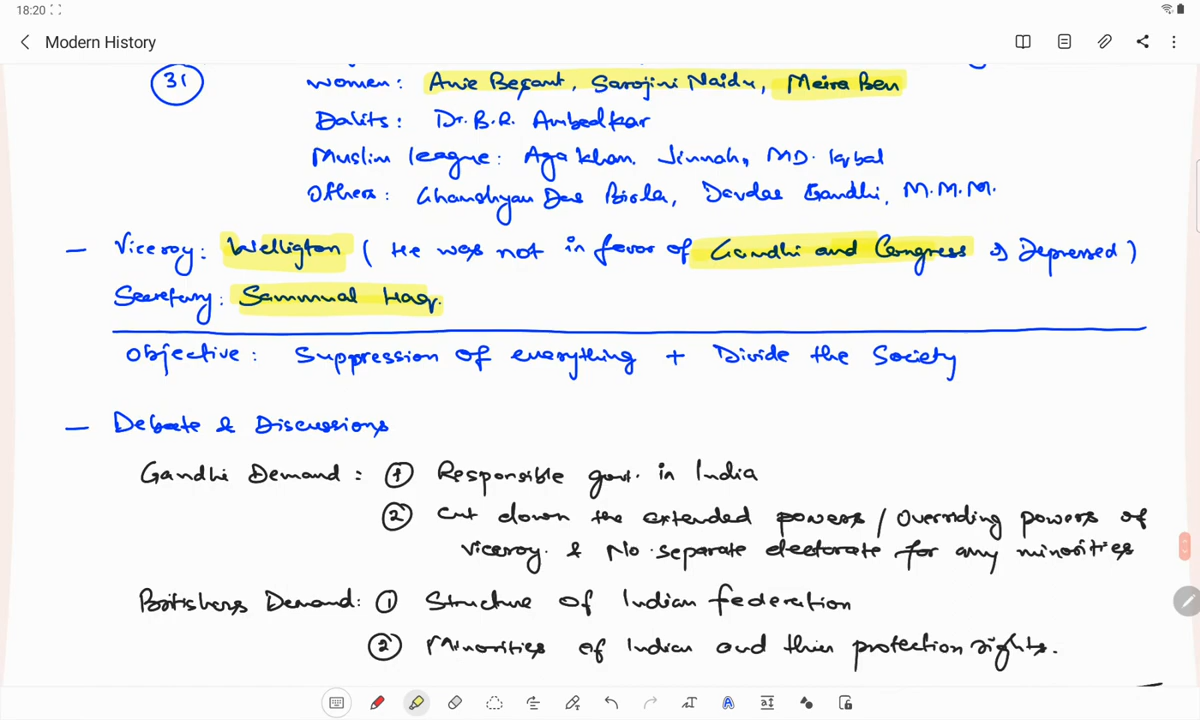 18:20
Modern History
31
Women: Anie Besant, Sarojini Naidu, Meira Ben
Dalits: Dr. B.R. Ambedkar
Muslim league: Aga khan. Jinnah, MD. Iqbal
Others: Ghanshyan Das Birla, Devdas Gandhi, M.M.M.
— Viceroy: Welligton ( He was not in favor of Gandhi and Congress & Depressed )
Secretary: Sammual Hoar.
Objective: Suppression of everything + Divide the Society
— Debate & Discussions
Gandhi Demand: ① Responsible govt. in India
② cut down the extended powers / Overriding powers of
viceroy. & No separate electorate for any minorities
Britishers Demand: ① Structure of Indian federation
② Minorities of Indian and thier protection rights.